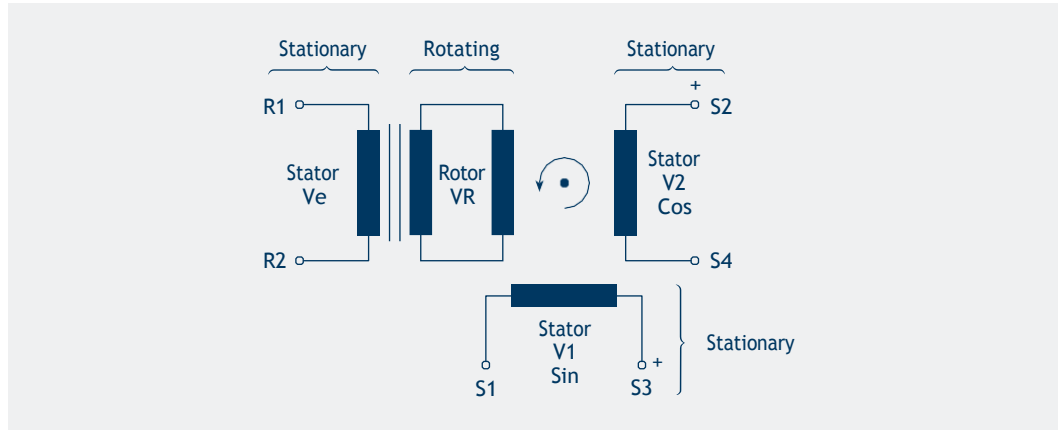 Stationary
Rotating
Stationary
R1
+
S2
Stator
Ve
Rotor
VR
Stator
V2
Cos
R2
S4
Stator
V1
Sin
Stationary
S1
S3
+